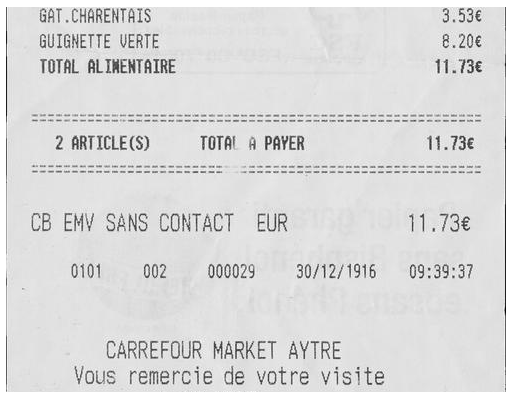 GAT.CHARENTAIS 3.53€
GUIGNETTE VERTE 8.20€
TOTAL ALIMENTAIRE 11.73€
================================================
2 ARTICLE(S) TOTAL A PAYER 11.73€
================================================
CB EMV SANS CONTACT EUR 11.73€
0101 002 000029 30/12/1916 09:39:37
CARREFOUR MARKET AYTRE
Vous remercie de votre visite